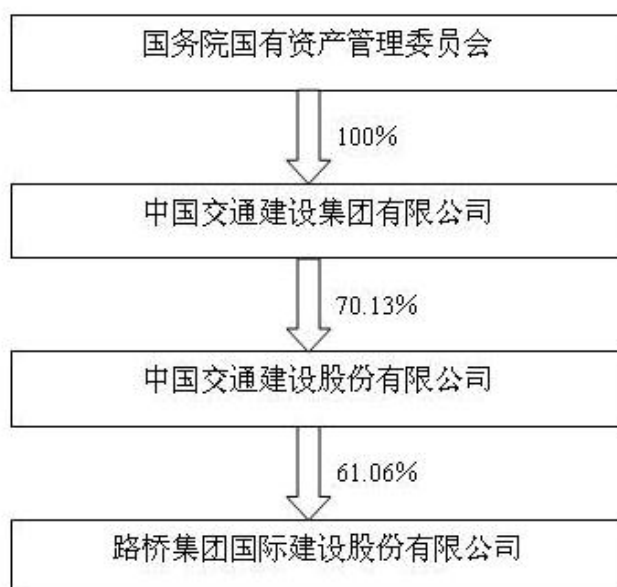 国务院国有资产管理委员会
100%
中国交通建设集团有限公司
70.13%
中国交通建设股份有限公司
61.06%
路桥集团国际建设股份有限公司